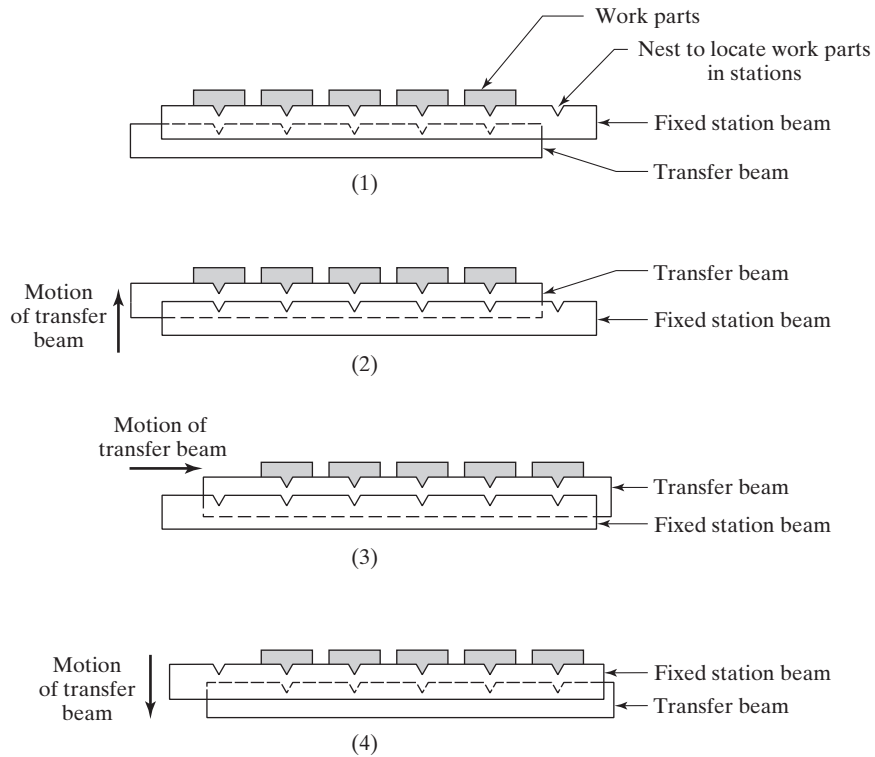 Work parts
Nest to locate work parts
in stations
Fixed station beam
Transfer beam
(1)
Motion
of transfer
beam
Transfer beam
Fixed station beam
(2)
Motion of
transfer beam
Transfer beam
Fixed station beam
(3)
Motion
of transfer
beam
Fixed station beam
Transfer beam
(4)